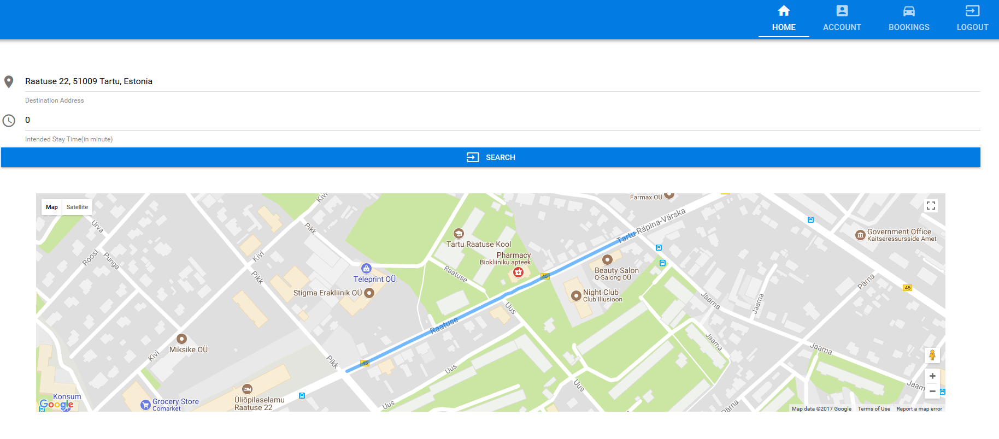 HOME
ACCOUNT
BOOKINGS
LOGOUT
Raatuse 22, 51009 Tartu, Estonia
Destination Address
0
Intended Stay Time(in minute)
SEARCH
Map
Satellite
Kivi
Farmax OÜ
Urva
Pikk
Tartu-Räpina-Värska
Government Office
Kaitseressursside Amet
Tartu Raatuse Kool
Roosi
Punga
Kivi
Pharmacy
Biokliiniku apteek
Raatuse
Beauty Salon
Q-Salong OÜ
Teleprint OÜ
Pikk
45
Pärna
45
Stigma Erakliinik OÜ
Night Club
Club Illusioon
Uus
Jaama
Jaama
Raatuse
Miksike OÜ
Jaama
Jaama
Kivi
Pikk
45
Uus
Uus
Jaam
Konsum
Google
Grocery Store
Comarket
Üliõpilaselamu
Raatuse 22
Uus
Pärna
Map data ©2017 Google
Terms of Use
Report a map error